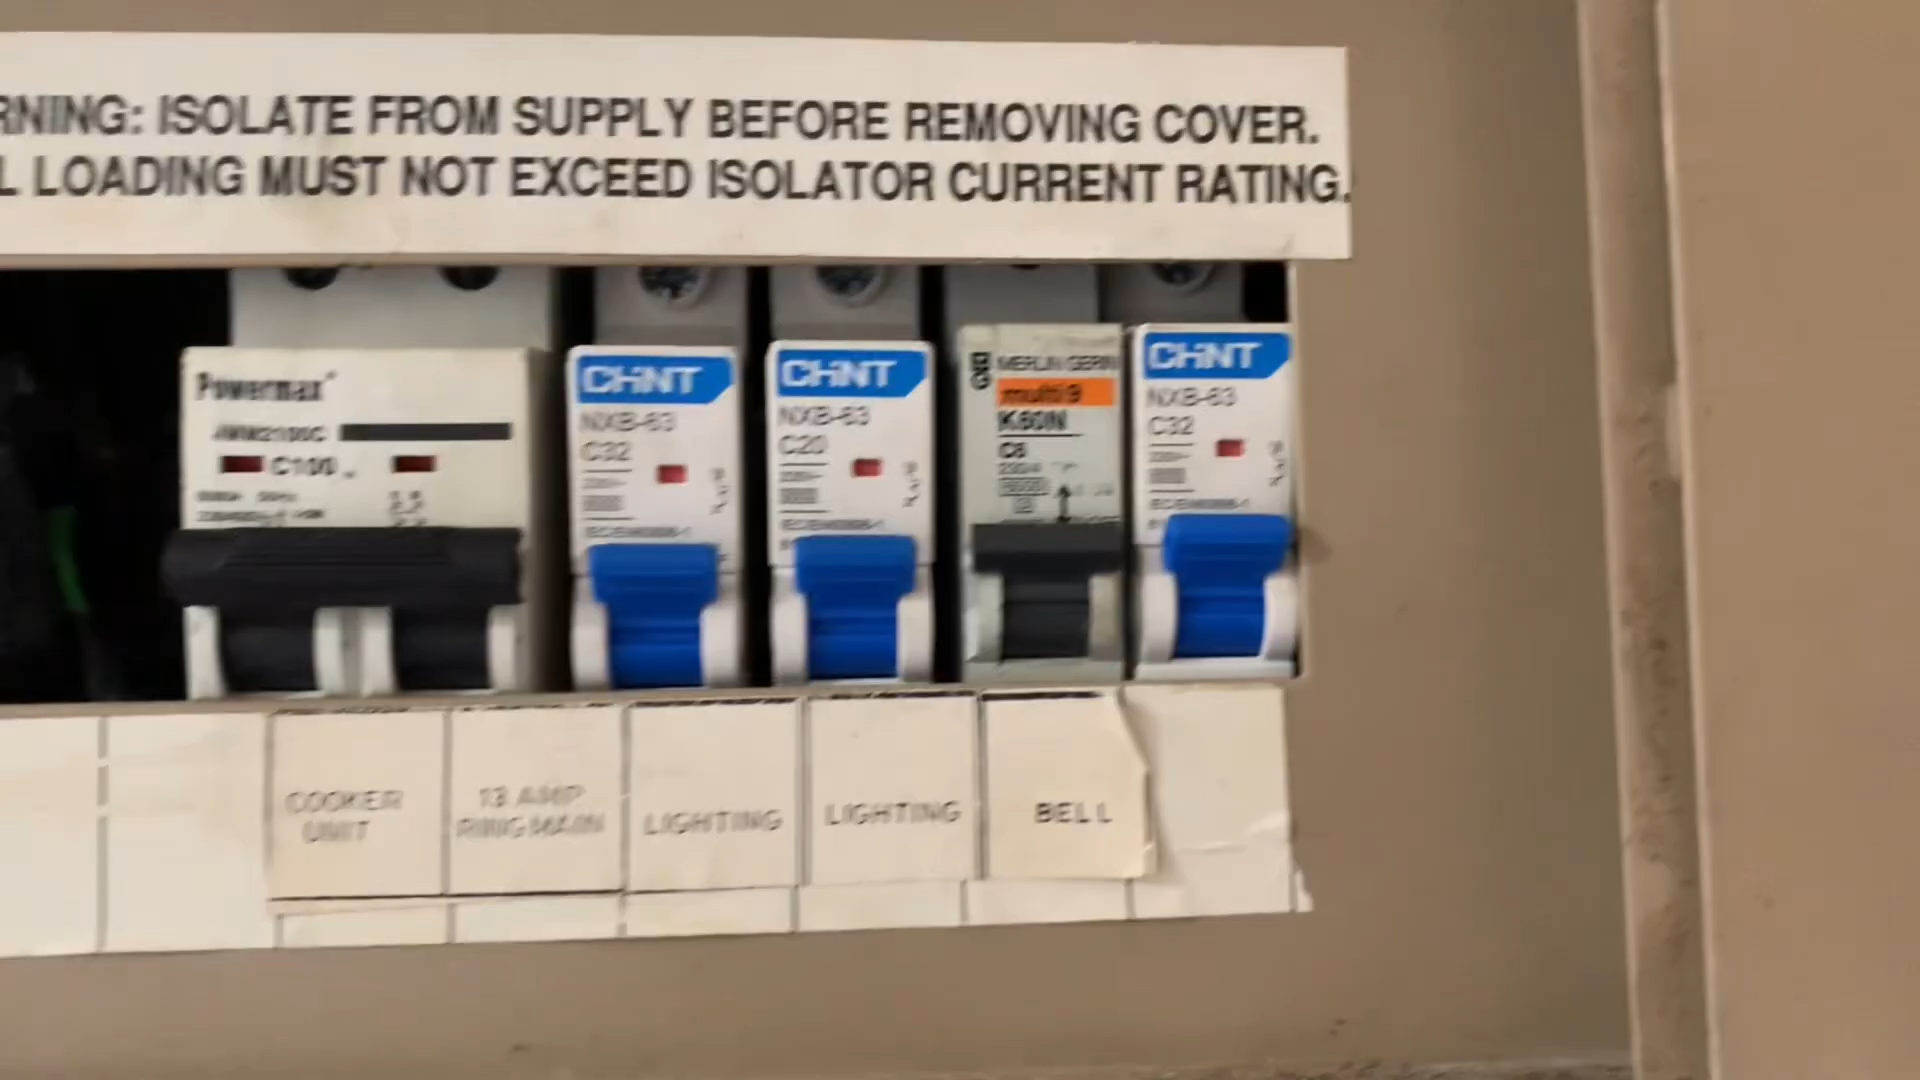 RNING: ISOLATE FROM SUPPLY BEFORE REMOVING COVER.
L LOADING MUST NOT EXCEED ISOLATOR CURRENT RATING.
Powermax
C100
CHNT
NXB-63
C32
CHNT
NXB-63
C20
MERLIN GERIN
multi9
K60N
C6
CHNT
NXB-63
C32
COOKER
UNIT
13 AMP
RING MAIN
LIGHTING
LIGHTING
BELL